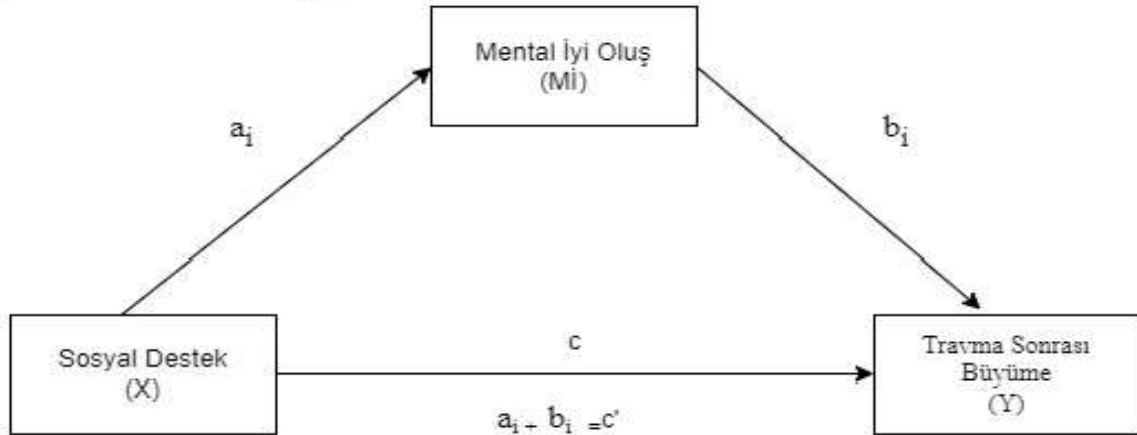 Mental İyi Oluş
(Mİ)
aᵢ
bᵢ
Sosyal Destek
(X)
c
Travma Sonrası
Büyüme
(Y)
aᵢ ₊ bᵢ ₌c'